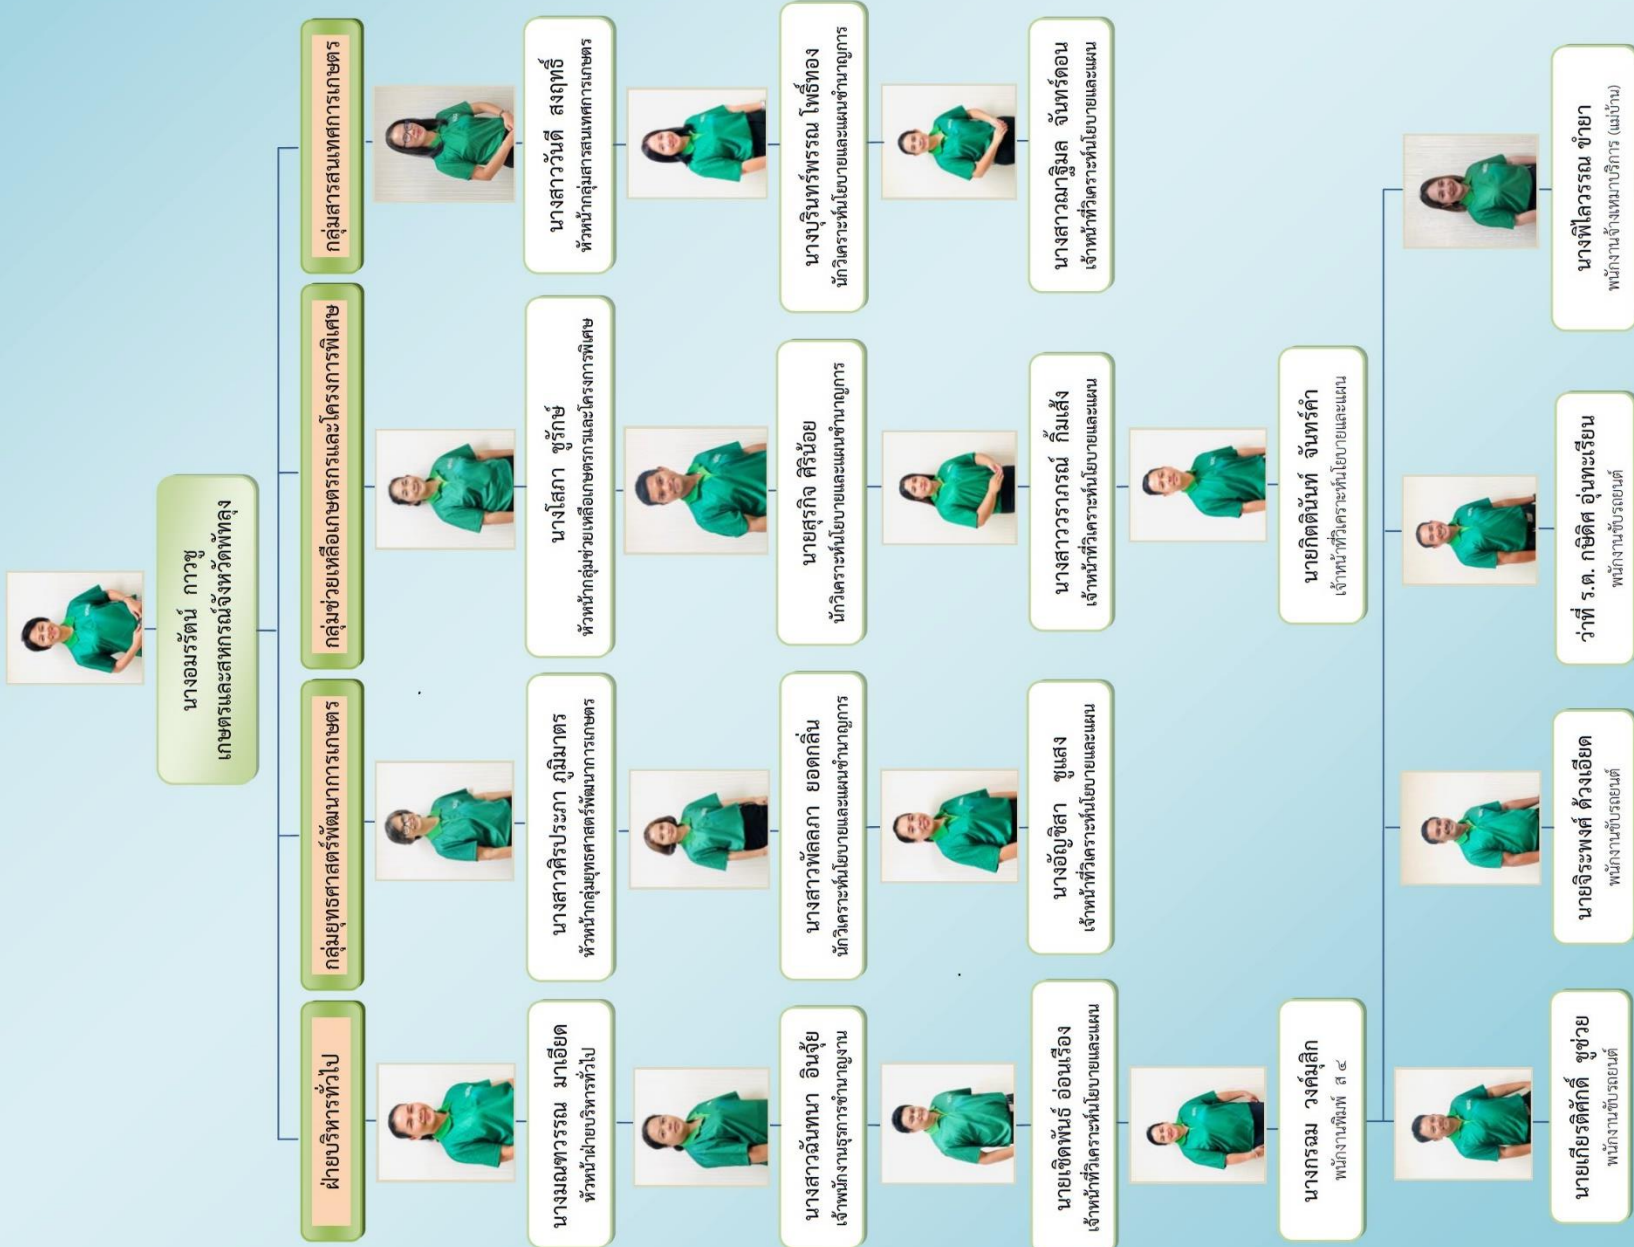 นางอมรรัตน์ กาวชู
เกษตรและสหกรณ์จังหวัดพัทลุง
ฝ่ายบริหารทั่วไป
กลุ่มยุทธศาสตร์พัฒนาการเกษตร
กลุ่มช่วยเหลือเกษตรกรและโครงการพิเศษ
กลุ่มสารสนเทศการเกษตร
นางมณฑวรรณ มาเอียด
หัวหน้าฝ่ายบริหารทั่วไป
นางสาวศิรประภา ภูมิมาตร
หัวหน้ากลุ่มยุทธศาสตร์พัฒนาการเกษตร
นางโสภา ชูรักษ์
หัวหน้ากลุ่มช่วยเหลือเกษตรกรและโครงการพิเศษ
นางสาววันดี สงฤทธิ์
หัวหน้ากลุ่มสารสนเทศการเกษตร
นางสาวฉันทนา อินจุ้ย
เจ้าพนักงานธุรการชำนาญงาน
นางสาวพัลลภา ยอดกลิ่น
นักวิเคราะห์นโยบายและแผนชำนาญการ
นายสุรกิจ ศิริน้อย
นักวิเคราะห์นโยบายและแผนชำนาญการ
นางบุรินทร์พรรณ โพธิ์ทอง
นักวิเคราะห์นโยบายและแผนชำนาญการ
นายเชิดพันธ์ อ่อนเรือง
เจ้าหน้าที่วิเคราะห์นโยบายและแผน
นางอัญชิสา ชูแสง
เจ้าหน้าที่วิเคราะห์นโยบายและแผน
นางสาววราภรณ์ กิ้มเส้ง
เจ้าหน้าที่วิเคราะห์นโยบายและแผน
นางสาวณาฐิมล จันทร์ดอน
เจ้าหน้าที่วิเคราะห์นโยบายและแผน
นางกรฉม วงศ์มุสิก
พนักงานพิมพ์ ส ๔
นายกิตตินันท์ จันทร์คำ
เจ้าหน้าที่วิเคราะห์นโยบายและแผน
นายเกียรติศักดิ์ ชูช่วย
พนักงานขับรถยนต์
นายจิระพงศ์ ด้วงเอียด
พนักงานขับรถยนต์
ว่าที่ ร.ต. กษิดิศ อุ่นทะเรียน
พนักงานขับรถยนต์
นางพิไลวรรณ ขำยา
พนักงานจ้างเหมาบริการ (แม่บ้าน)